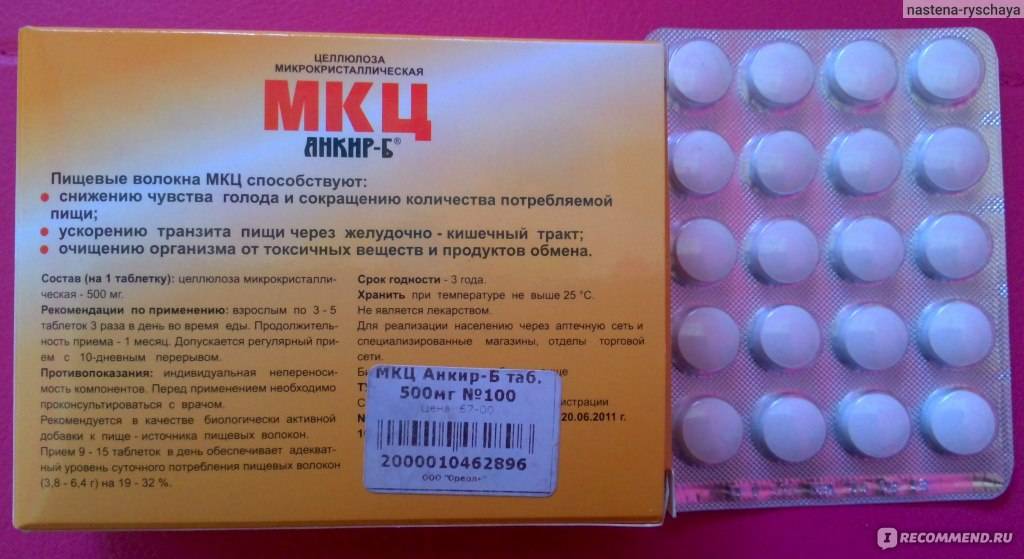 nastena-ryschaya
ЦЕЛЛЮЛОЗА
МИКРОКРИСТАЛЛИЧЕСКАЯ
МКЦ
АНКИР-Б®
Пищевые волокна МКЦ способствуют:
● снижению чувства голода и сокращению количества потребляемой
пищи;
● ускорению транзита пищи через желудочно - кишечный тракт;
● очищению организма от токсичных веществ и продуктов обмена.
Состав (на 1 таблетку): целлюлоза микрокристалли-
ческая - 500 мг.
Рекомендации по применению: взрослым по 3 - 5
таблеток 3 раза в день во время еды. Продолжитель-
ность приема - 1 месяц. Допускается регулярный при-
ем с 10-дневным перерывом.
Противопоказания: индивидуальная неперенoси-
мость компонентов. Перед применением необходимо
проконсультироваться с врачом.
Рекомендуется в качестве биологически активной
добавки к пище - источника пищевых волокон.
Прием 9 - 15 таблеток в день обеспечивает адекват-
ный уровень суточного потребления пищевых волокон
(3,8 - 6,4 г) на 19 - 32 %.
Срок годности - 3 года.
Хранить при температуре не выше 25 °С.
Не является лекарством.
Для реализации населению через аптечную сеть и
специализированные магазины, отделы торговой
сети.
20.06.2011 г.
МКЦ Анкир-Б таб.
500мг №100
Цена 67-00
2000010462896
ООО "Ореол+"
I RECOMMEND.RU